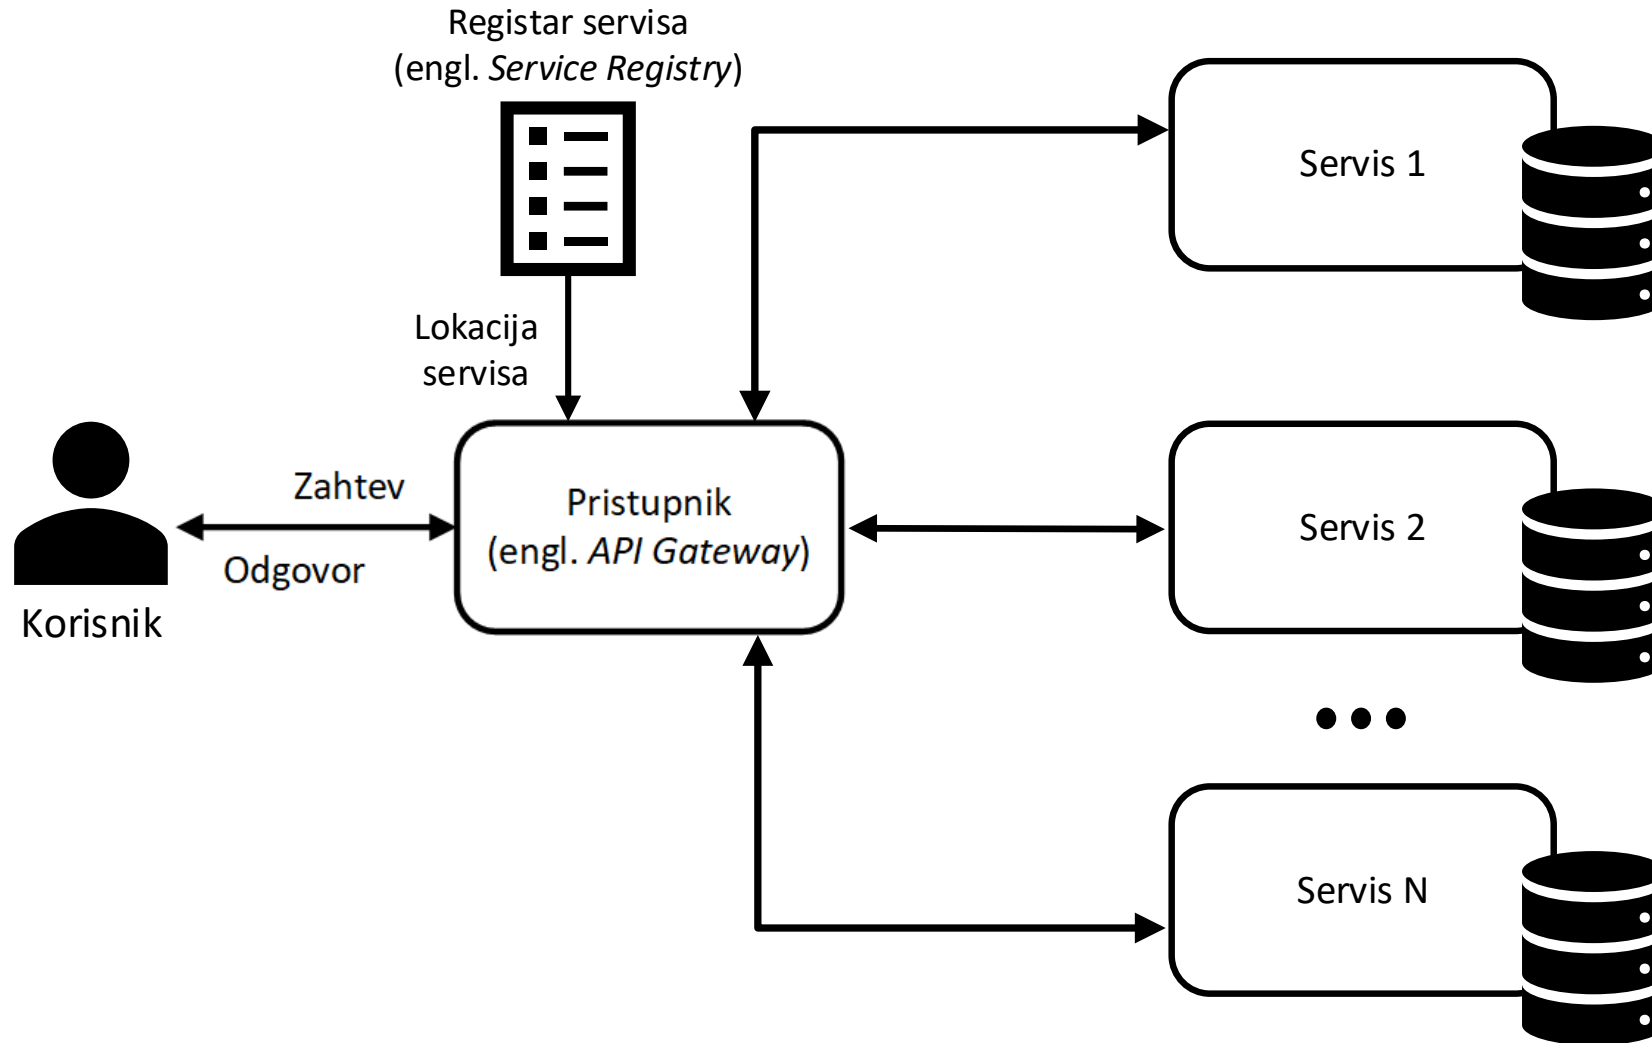 Registar servisa
(engl. Service Registry)
Lokacija
servisa
Zahtev
Odgovor
Korisnik
Pristupnik
(engl. API Gateway)
Servis 1
Servis 2
Servis N